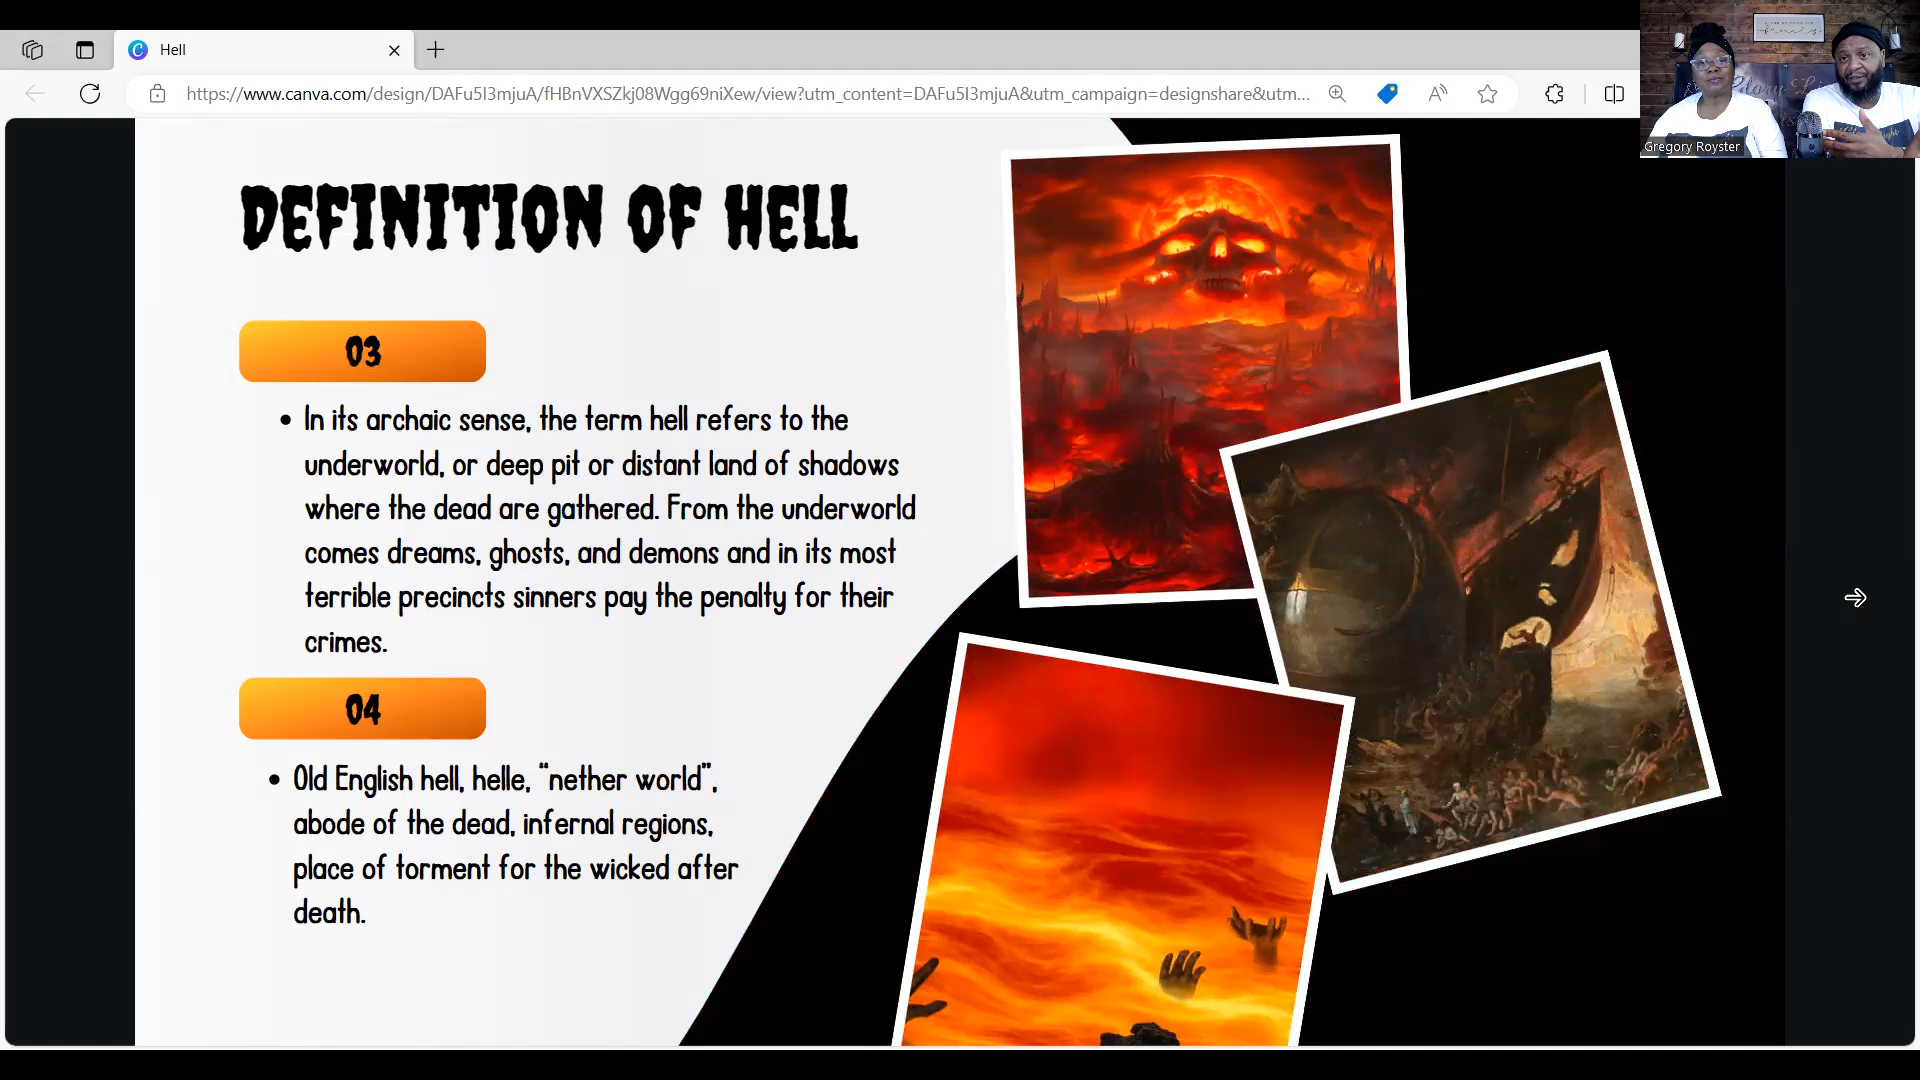 Hell
https://www.canva.com/design/DAFu5I3mjuA/fHBnVXSZkj08Wgg69niXew/view?utm_content=DAFu5I3mjuA&utm_campaign=designshare&utm...
Gregory Royster
DEFINITION OF HELL
03
• In its archaic sense, the term hell refers to the
underworld, or deep pit or distant land of shadows
where the dead are gathered. From the underworld
comes dreams, ghosts, and demons and in its most
terrible precincts sinners pay the penalty for their
crimes.
04
• Old English hell, helle, “nether world”,
abode of the dead, infernal regions,
place of torment for the wicked after
death.